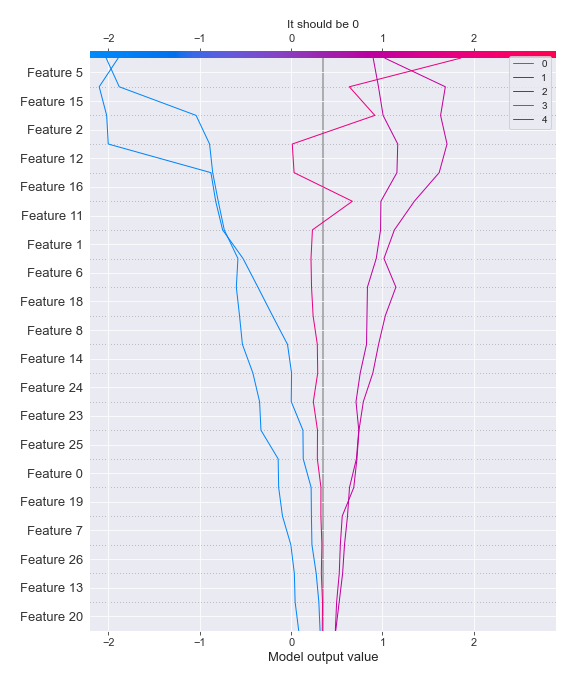 It should be 0
−2 −1 0 1 2
0
1
2
3
4
Feature 5
Feature 15
Feature 2
Feature 12
Feature 16
Feature 11
Feature 1
Feature 6
Feature 18
Feature 8
Feature 14
Feature 24
Feature 23
Feature 25
Feature 0
Feature 19
Feature 7
Feature 26
Feature 13
Feature 20
−2 −1 0 1 2
Model output value